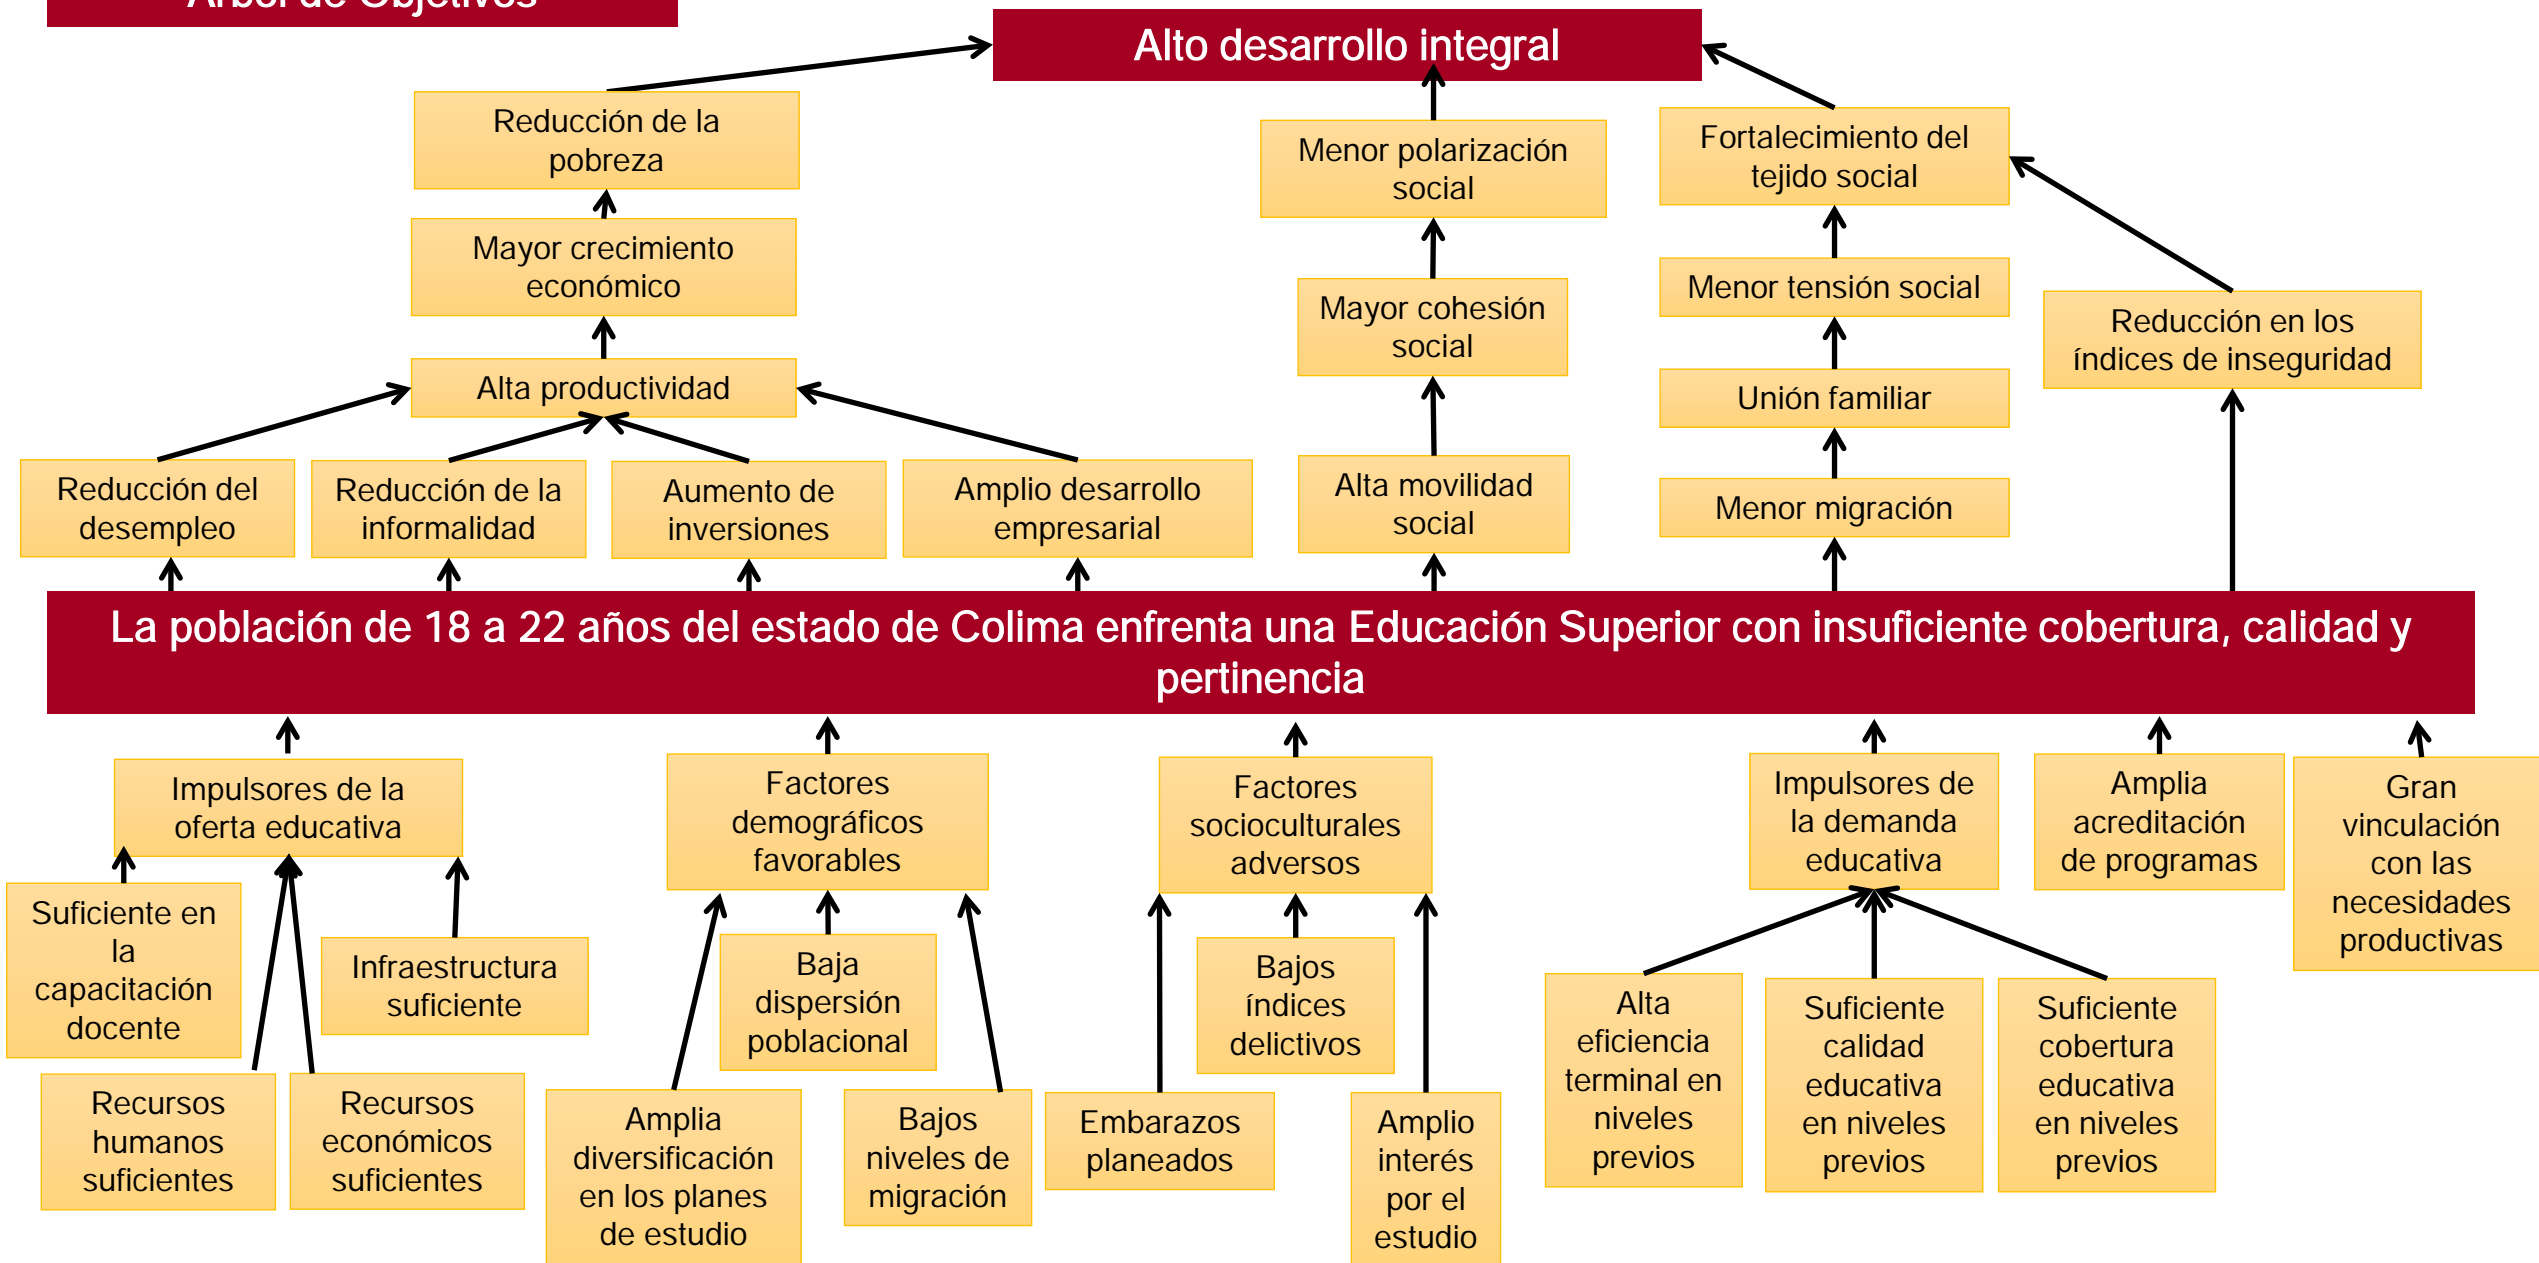 Árbol de Objetivos
Alto desarrollo integral
Reducción de la
pobreza
Menor polarización
social
Fortalecimiento del
tejido social
Mayor crecimiento
económico
Mayor cohesión
social
Menor tensión social
Reducción en los
índices de inseguridad
Alta productividad
Unión familiar
Reducción del
desempleo
Reducción de la
informalidad
Aumento de
inversiones
Amplio desarrollo
empresarial
Alta movilidad
social
Menor migración
La población de 18 a 22 años del estado de Colima enfrenta una Educación Superior con insuficiente cobertura, calidad y
pertinencia
Impulsores de la
oferta educativa
Factores
demográficos
favorables
Factores
socioculturales
adversos
Impulsores de
la demanda
educativa
Amplia
acreditación
de programas
Gran
vinculación
con las
necesidades
productivas
Suficiente en
la
capacitación
docente
Infraestructura
suficiente
Baja
dispersión
poblacional
Bajos
índices
delictivos
Alta
eficiencia
terminal en
niveles
previos
Suficiente
calidad
educativa
en niveles
previos
Suficiente
cobertura
educativa
en niveles
previos
Recursos
humanos
suficientes
Recursos
económicos
suficientes
Amplia
diversificación
en los planes
de estudio
Bajos
niveles de
migración
Embarazos
planeados
Amplio
interés
por el
estudio